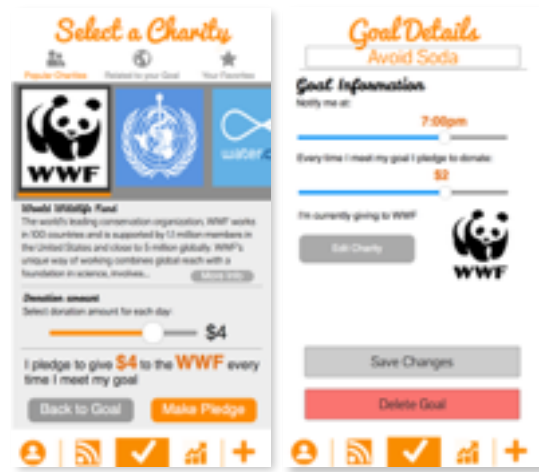 Select a Charity
Popular Charities Related to your Goal Your Favorites
WWF
water.
World Wildlife Fund
The world's leading conservation organization, WWF works
in 100 countries and is supported by 1.1 million members in
the United States and close to 5 million globally. WWF's
unique way of working combines global reach with a
foundation in science, involves... More Info
Donation amount
Select donation amount for each day:
$4
I pledge to give $4 to the WWF every
time I meet my goal
Back to Goal Make Pledge
Goal Details
Avoid Soda
Goal Information
Notify me at:
7:00pm
Every time I meet my goal I pledge to donate:
$2
I'm currently giving to WWF
Edit Charity
WWF
Save Changes
Delete Goal